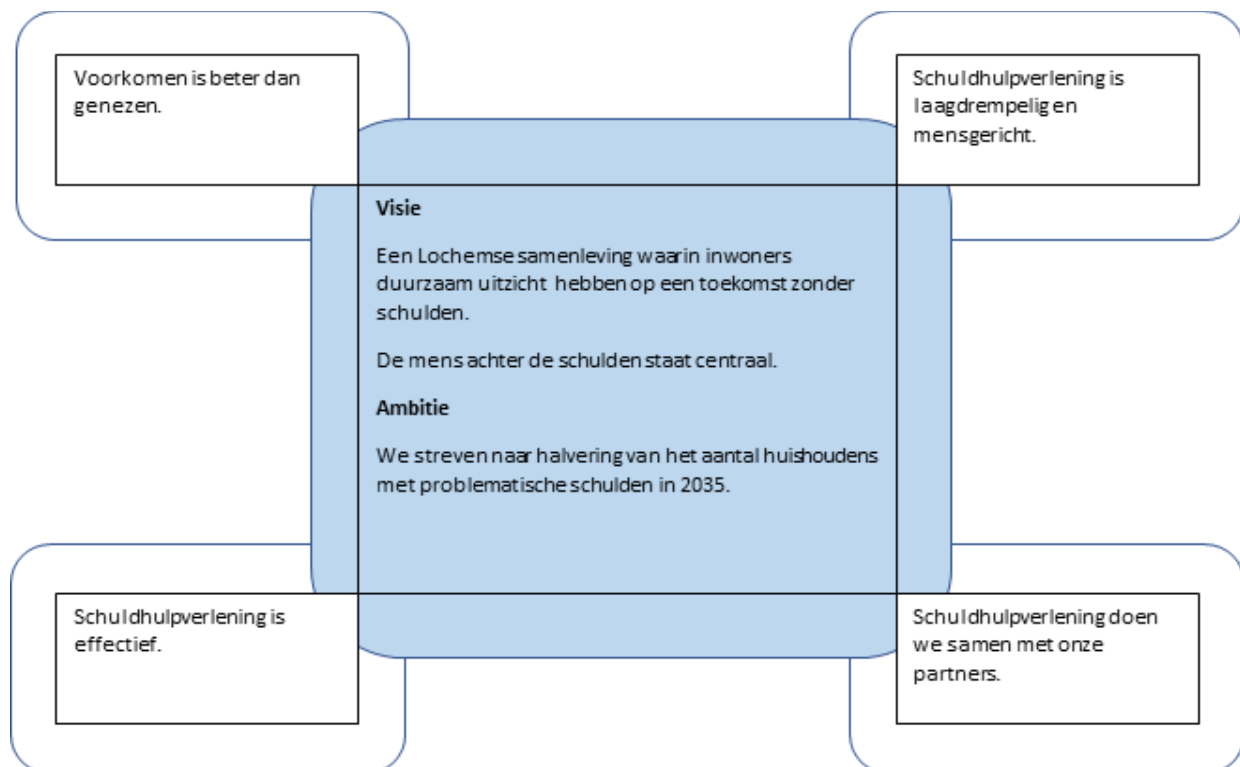 Voorkomen is beter dan
genezen.
Schuldhulpverlening is
laagdrempelig en
mensgericht.
Visie
Een Lochemse samenleving waarin inwoners
duurzaam uitzicht hebben op een toekomst zonder
schulden.
De mens achter de schulden staat centraal.
Ambitie
We streven naar halvering van het aantal huishoudens
met problematische schulden in 2035.
Schuldhulpverlening is
effectief.
Schuldhulpverlening doen
we samen met onze
partners.